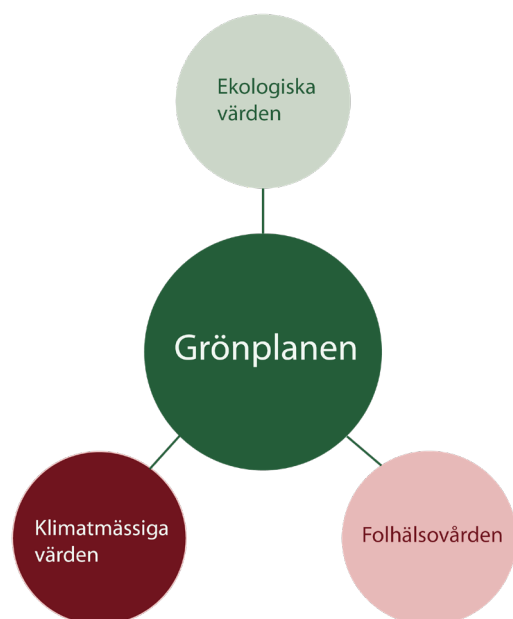 Ekologiska
värden
Grönplanen
Klimatmässiga
värden
Folhälsovården